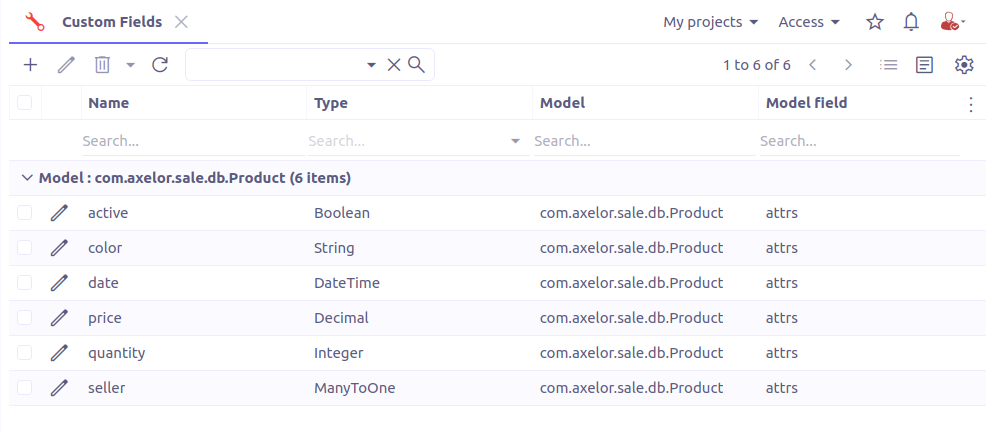 Custom Fields My projects Access
1 to 6 of 6
Name Type Model Model field
Search... Search... Search... Search...
Model : com.axelor.sale.db.Product (6 items)
active Boolean com.axelor.sale.db.Product attrs
color String com.axelor.sale.db.Product attrs
date DateTime com.axelor.sale.db.Product attrs
price Decimal com.axelor.sale.db.Product attrs
quantity Integer com.axelor.sale.db.Product attrs
seller ManyToOne com.axelor.sale.db.Product attrs